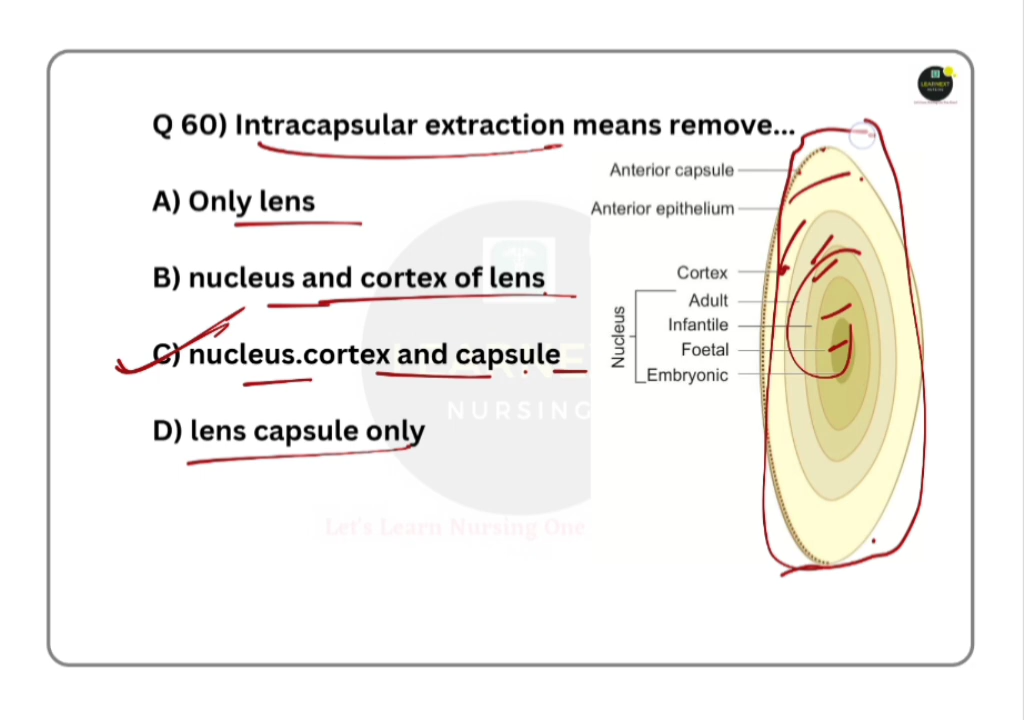 Q 60) Intracapsular extraction means remove...
A) Only lens
B) nucleus and cortex of lens
C) nucleus.cortex and capsule
D) lens capsule only
Anterior capsule
Anterior epithelium
Cortex
Nucleus
Adult
Infantile
Foetal
Embryonic
NURSING
Let's Learn Nursing One